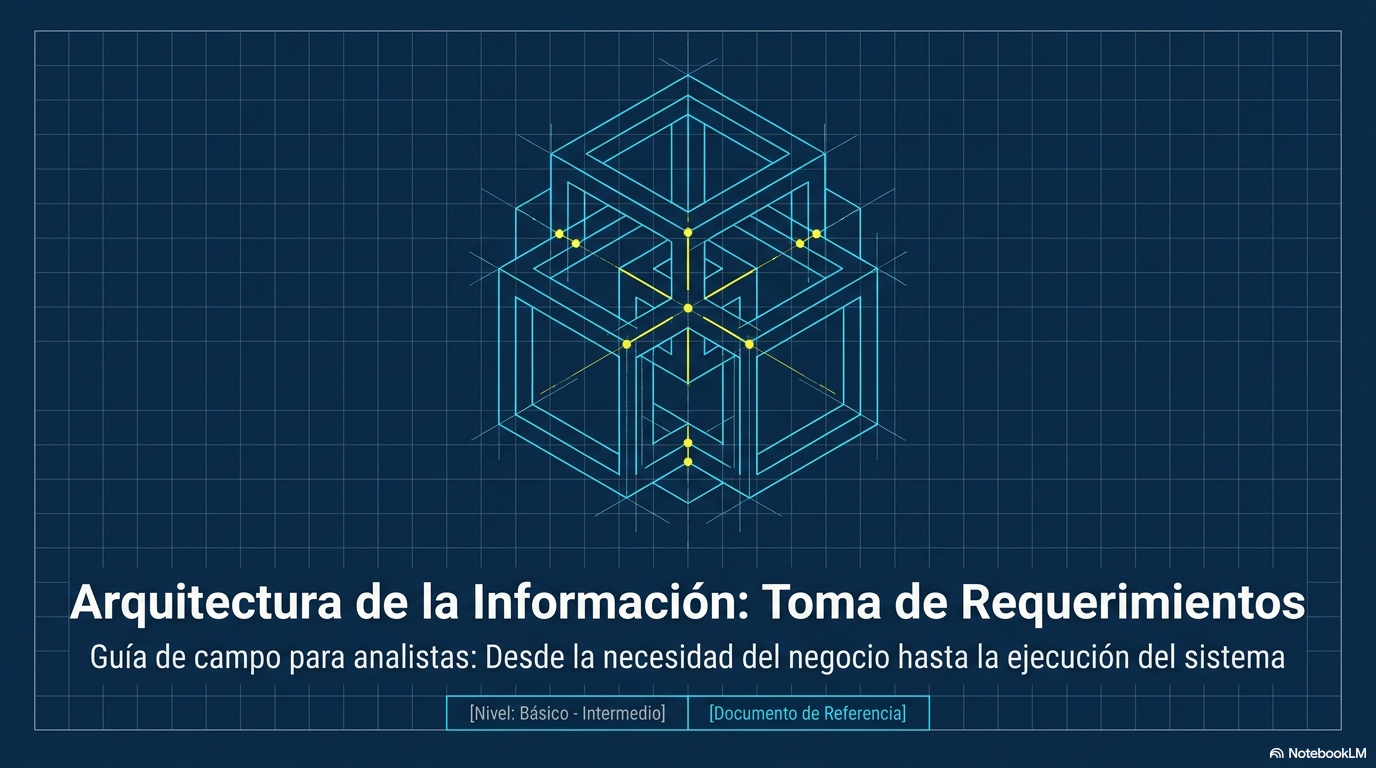 Arquitectura de la Información: Toma de Requerimientos
Guía de campo para analistas: Desde la necesidad del negocio hasta la ejecución del sistema
[Nivel: Básico - Intermedio]
[Documento de Referencia]
NotebookLM